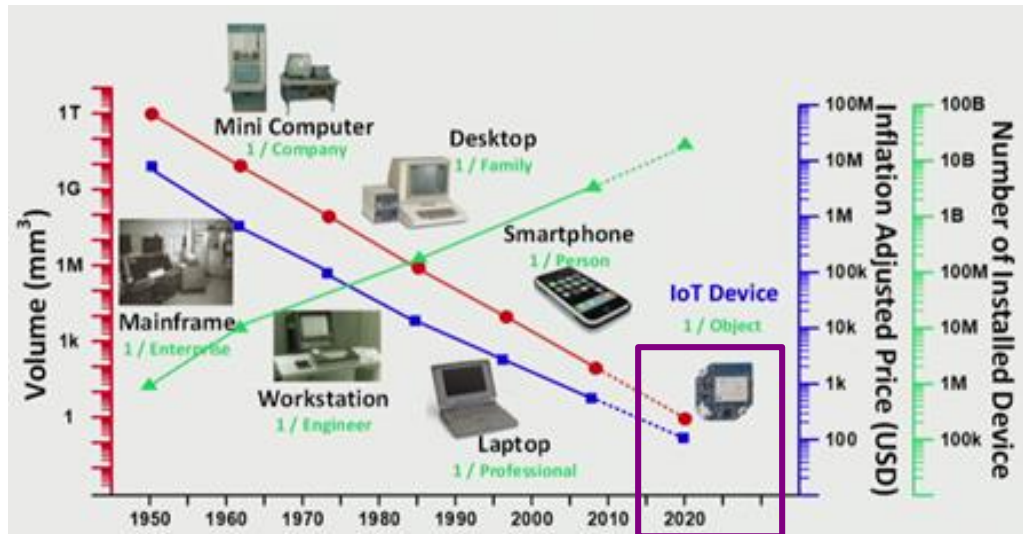 Mini Computer
1 / Company
Desktop
1 / Family
Smartphone
1 / Person
IoT Device
1 / Object
Mainframe
1 / Enterprise
Workstation
1 / Engineer
Laptop
1 / Professional
Volume (mm³)
1T
1G
1M
1k
1
1950
1960
1970
1980
1990
2000
2010
2020
100M
10M
1M
100k
10k
1k
100
Inflation Adjusted Price (USD)
100B
10B
1B
100M
10M
1M
100k
Number of Installed Device